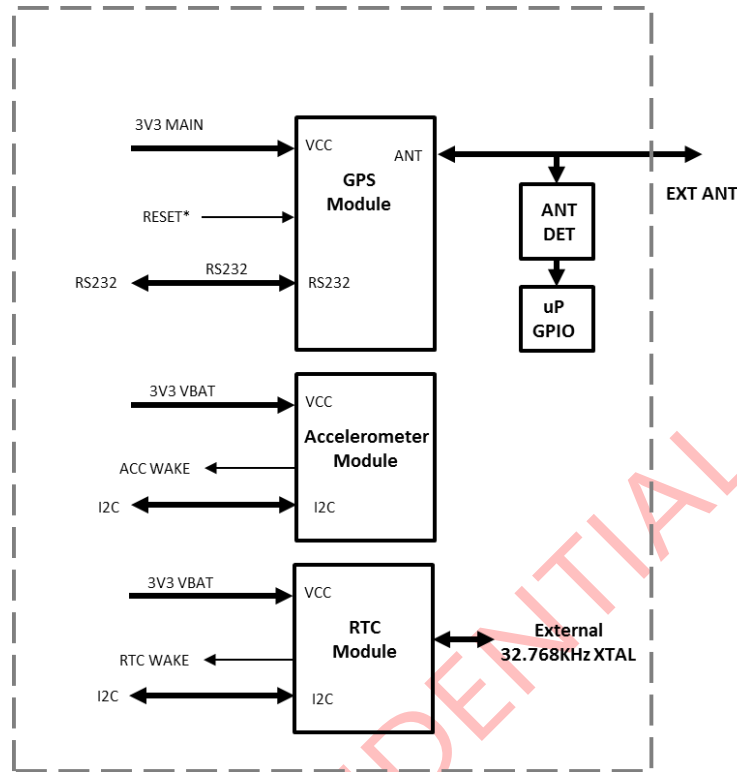 3V3 MAIN
VCC
ANT
GPS
Module
EXT ANT
RESET*
ANT
DET
RS232
RS232
RS232
uP
GPIO
3V3 VBAT
VCC
Accelerometer
Module
ACC WAKE
I2C
I2C
3V3 VBAT
VCC
RTC
Module
External
32.768KHz XTAL
RTC WAKE
I2C
I2C
IDENTIAL